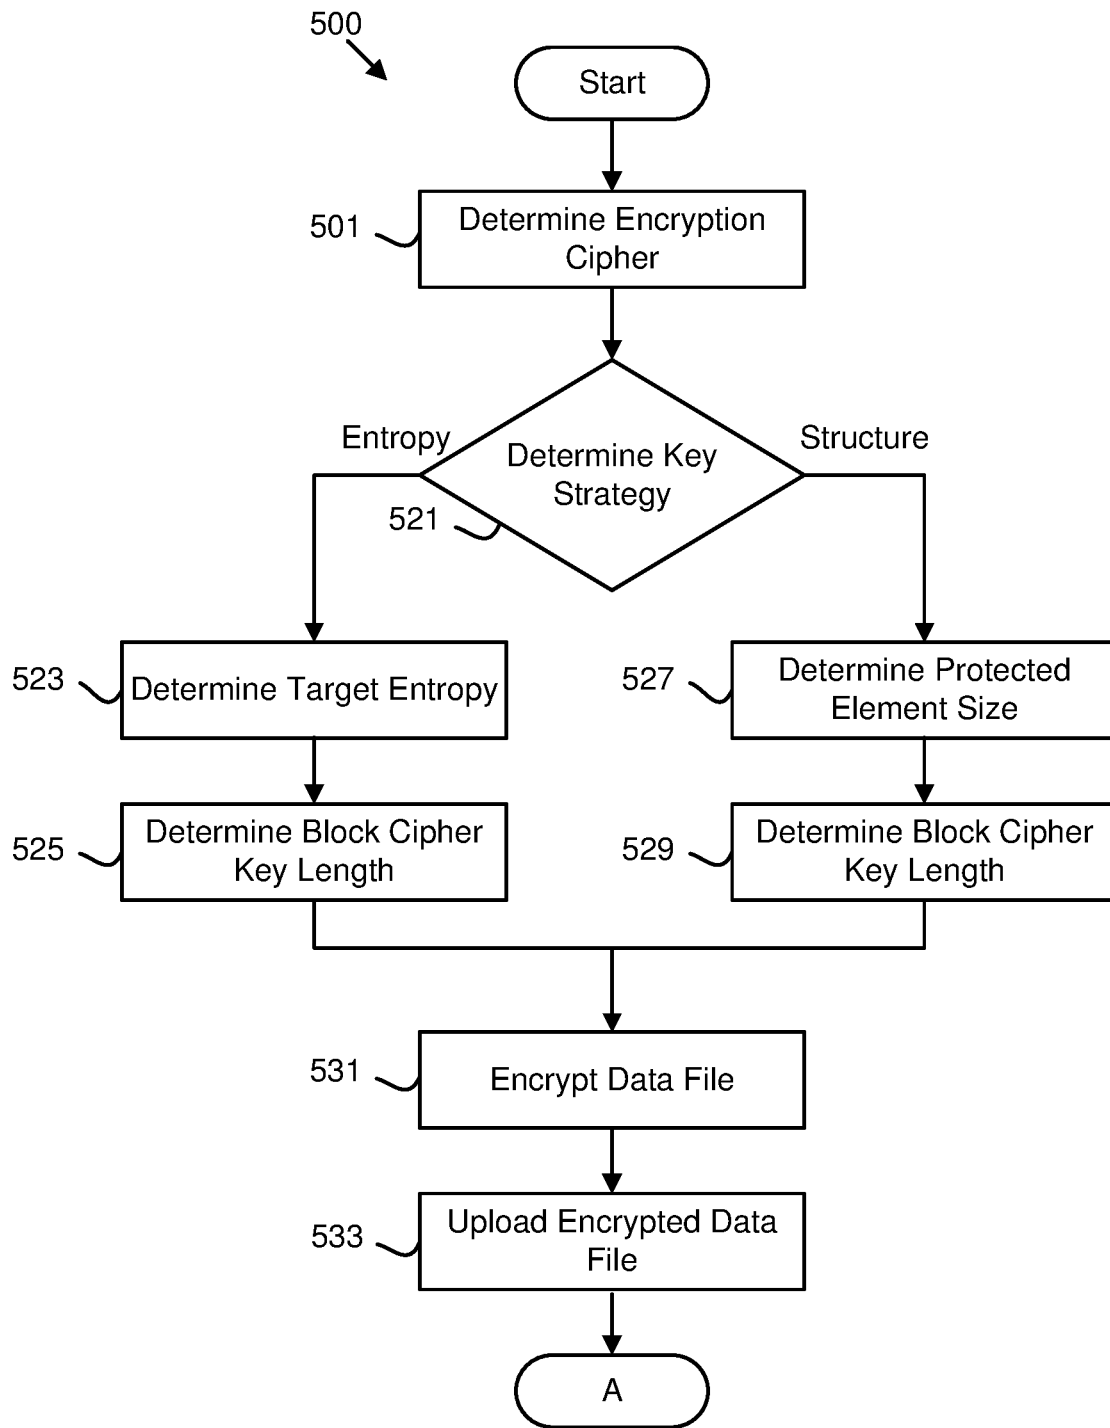 500
Start
501
Determine Encryption
Cipher
Entropy
Structure
Determine Key
Strategy
521
523
Determine Target Entropy
527
Determine Protected
Element Size
525
Determine Block Cipher
Key Length
529
Determine Block Cipher
Key Length
531
Encrypt Data File
533
Upload Encrypted Data
File
A